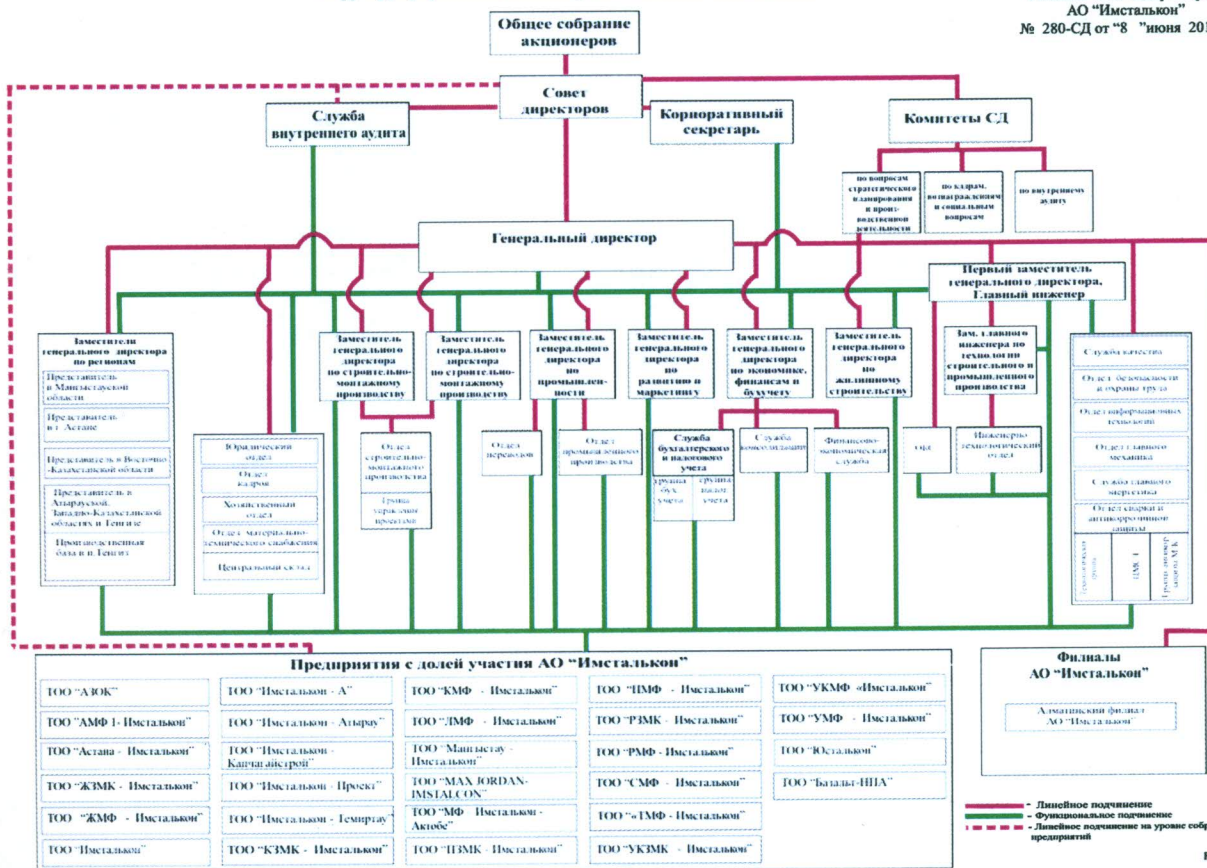 АО “Имсталькон”
№ 280-СД от “8 ”июня 201
Общее собрание
акционеров
Совет
директоров
Служба
внутреннего аудита
Корпоративный
секретарь
Комитеты СД
по вопросам
стратегического
планирования
и произ-
водственной
деятельности
по кадрам,
вознаграждениям
и социальным
вопросам
по внутреннему
аудиту
Генеральный директор
Первый заместитель
генерального директора,
Главный инженер
Заместители
генерального директора
по регионам
Представитель
в Мангыстауской
области
Представитель
в г. Астане
Представитель в Восточно
-Казахстанской области
Представитель в
Атырауской,
Западно-Казахстанской
областях и Тенгизе
Производственная
база в п.Тенгиз
Юридический
отдел
Отдел
кадров
Хозяйственный
отдел
Отдел материально-
технического снабжения
Центральный склад
Заместитель
генерального
директора
по строительно-
монтажному
производству
Заместитель
генерального
директора
по строительно-
монтажному
производству
Отдел
строительно-
монтажного
производства
Группа
управления
проектами
Заместитель
генерального
директора
по
промышлен-
ности
Отдел
переводов
Отдел
промышленного
производства
Заместитель
генерального
директора
по
развитию и
маркетингу
Заместитель
генерального
директора
по экономике,
финансам и
бухучету
Служба
бухгалтерского
и налогового
учета
группа
бух.
учета
группа
налог.
учета
Служба
консолидации
Финансово-
экономическая
служба
Заместитель
генерального
директора
по
жилищному
строительству
Зам. главного
инженера по
технологии
строительного и
промышленного
производства
Инженерно-
технологический
отдел
Служба качества
Отдел безопасности
и охраны труда
Отдел информационных
технологий
Отдел главного
механика
Служба главного
энергетика
Отдел сварки и
антикоррозионной
защиты
Предприятия с долей участия АО “Имсталькон”
ТОО “АЗОК”
ТОО “АМФ 1- Имсталькон”
ТОО “Астана - Имсталькон”
ТОО “ЖЗМК - Имсталькон”
ТОО “ЖМФ - Имсталькон”
ТОО “Имсталькон”
ТОО “Имсталькон - А”
ТОО “Имсталькон - Атырау”
ТОО “Имсталькон -
Капчагайстрой”
ТОО “Имсталькон - Проект”
ТОО “Имсталькон - Темиртау”
ТОО “КЗМК - Имсталькон”
ТОО “КМФ - Имсталькон”
ТОО “ЛМФ - Имсталькон”
ТОО “Мангыстау -
Имсталькон”
ТОО “MAX JORDAN-
IMSTALCON”
ТОО “МФ Имсталькон -
Актобе”
ТОО “ПЗМК - Имсталькон”
ТОО “ПМФ - Имсталькон”
ТОО “РЗМК - Имсталькон”
ТОО “РМФ - Имсталькон”
ТОО “СМФ - Имсталькон”
ТОО “«ТМФ - Имсталькон”
ТОО “УКЗМК - Имсталькон”
ТОО “УКМФ «Имсталькон”
ТОО “УМФ - Имсталькон”
ТОО “Юсталькон”
ТОО “Базальт-НПА”
Филиалы
АО “Имсталькон”
Алматинский филиал
АО “Имсталькон”
- Линейное подчинение
- Функциональное подчинение
- Линейное подчинение на уровне собр
предприятий